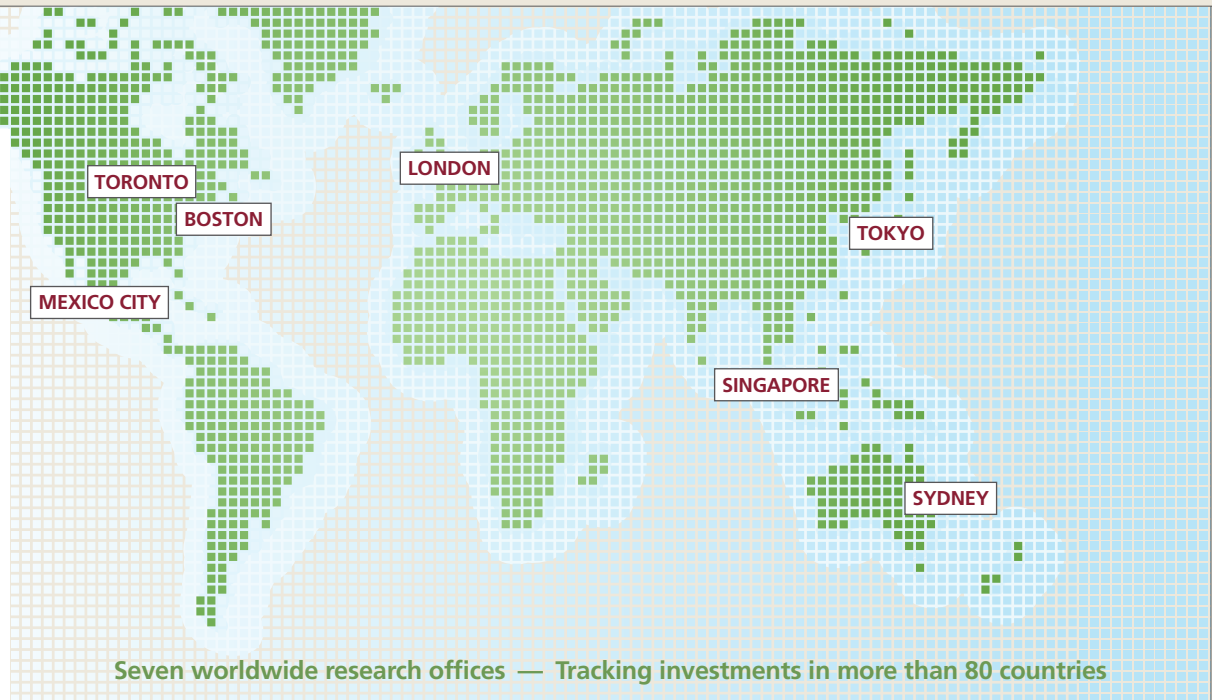 TORONTO
LONDON
BOSTON
TOKYO
MEXICO CITY
SINGAPORE
SYDNEY
Seven worldwide research offices — Tracking investments in more than 80 countries